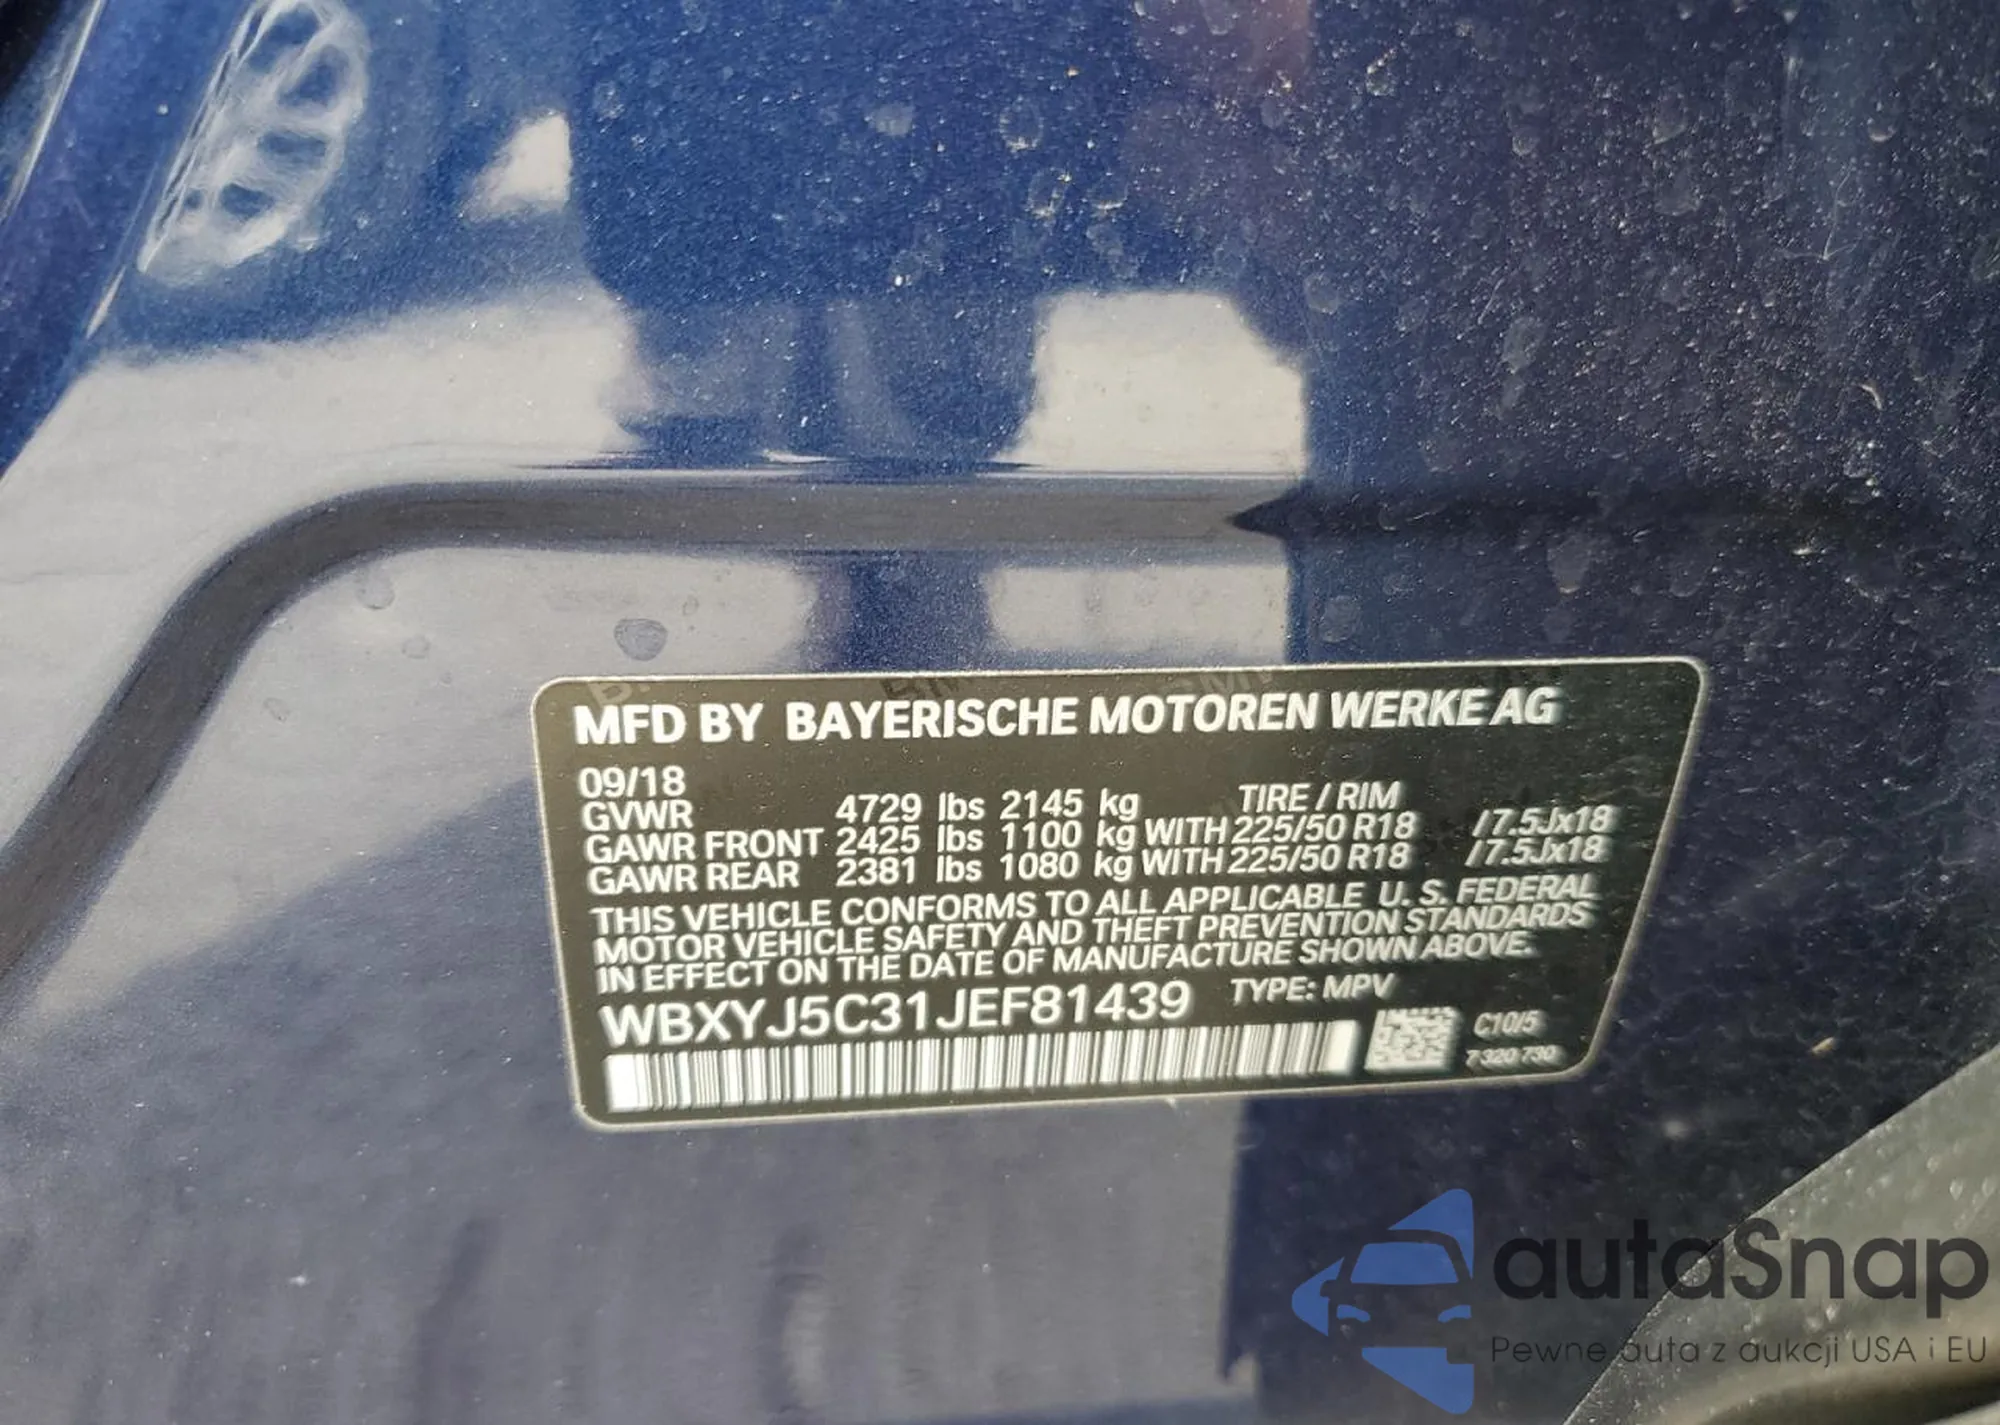 MFD BY BAYERISCHE MOTOREN WERKE AG
09/18
GVWR 4729 lbs 2145 kg TIRE / RIM
GAWR FRONT 2425 lbs 1100 kg WITH 225/50 R18 / 7.5Jx18
GAWR REAR 2381 lbs 1080 kg WITH 225/50 R18 / 7.5Jx18
THIS VEHICLE CONFORMS TO ALL APPLICABLE U. S. FEDERAL
MOTOR VEHICLE SAFETY AND THEFT PREVENTION STANDARDS
IN EFFECT ON THE DATE OF MANUFACTURE SHOWN ABOVE.
WBXYJ5C31JEF81439 TYPE: MPV
C10/5
7 320 730
autaSnap
Pewne auta z aukcji USA i EU